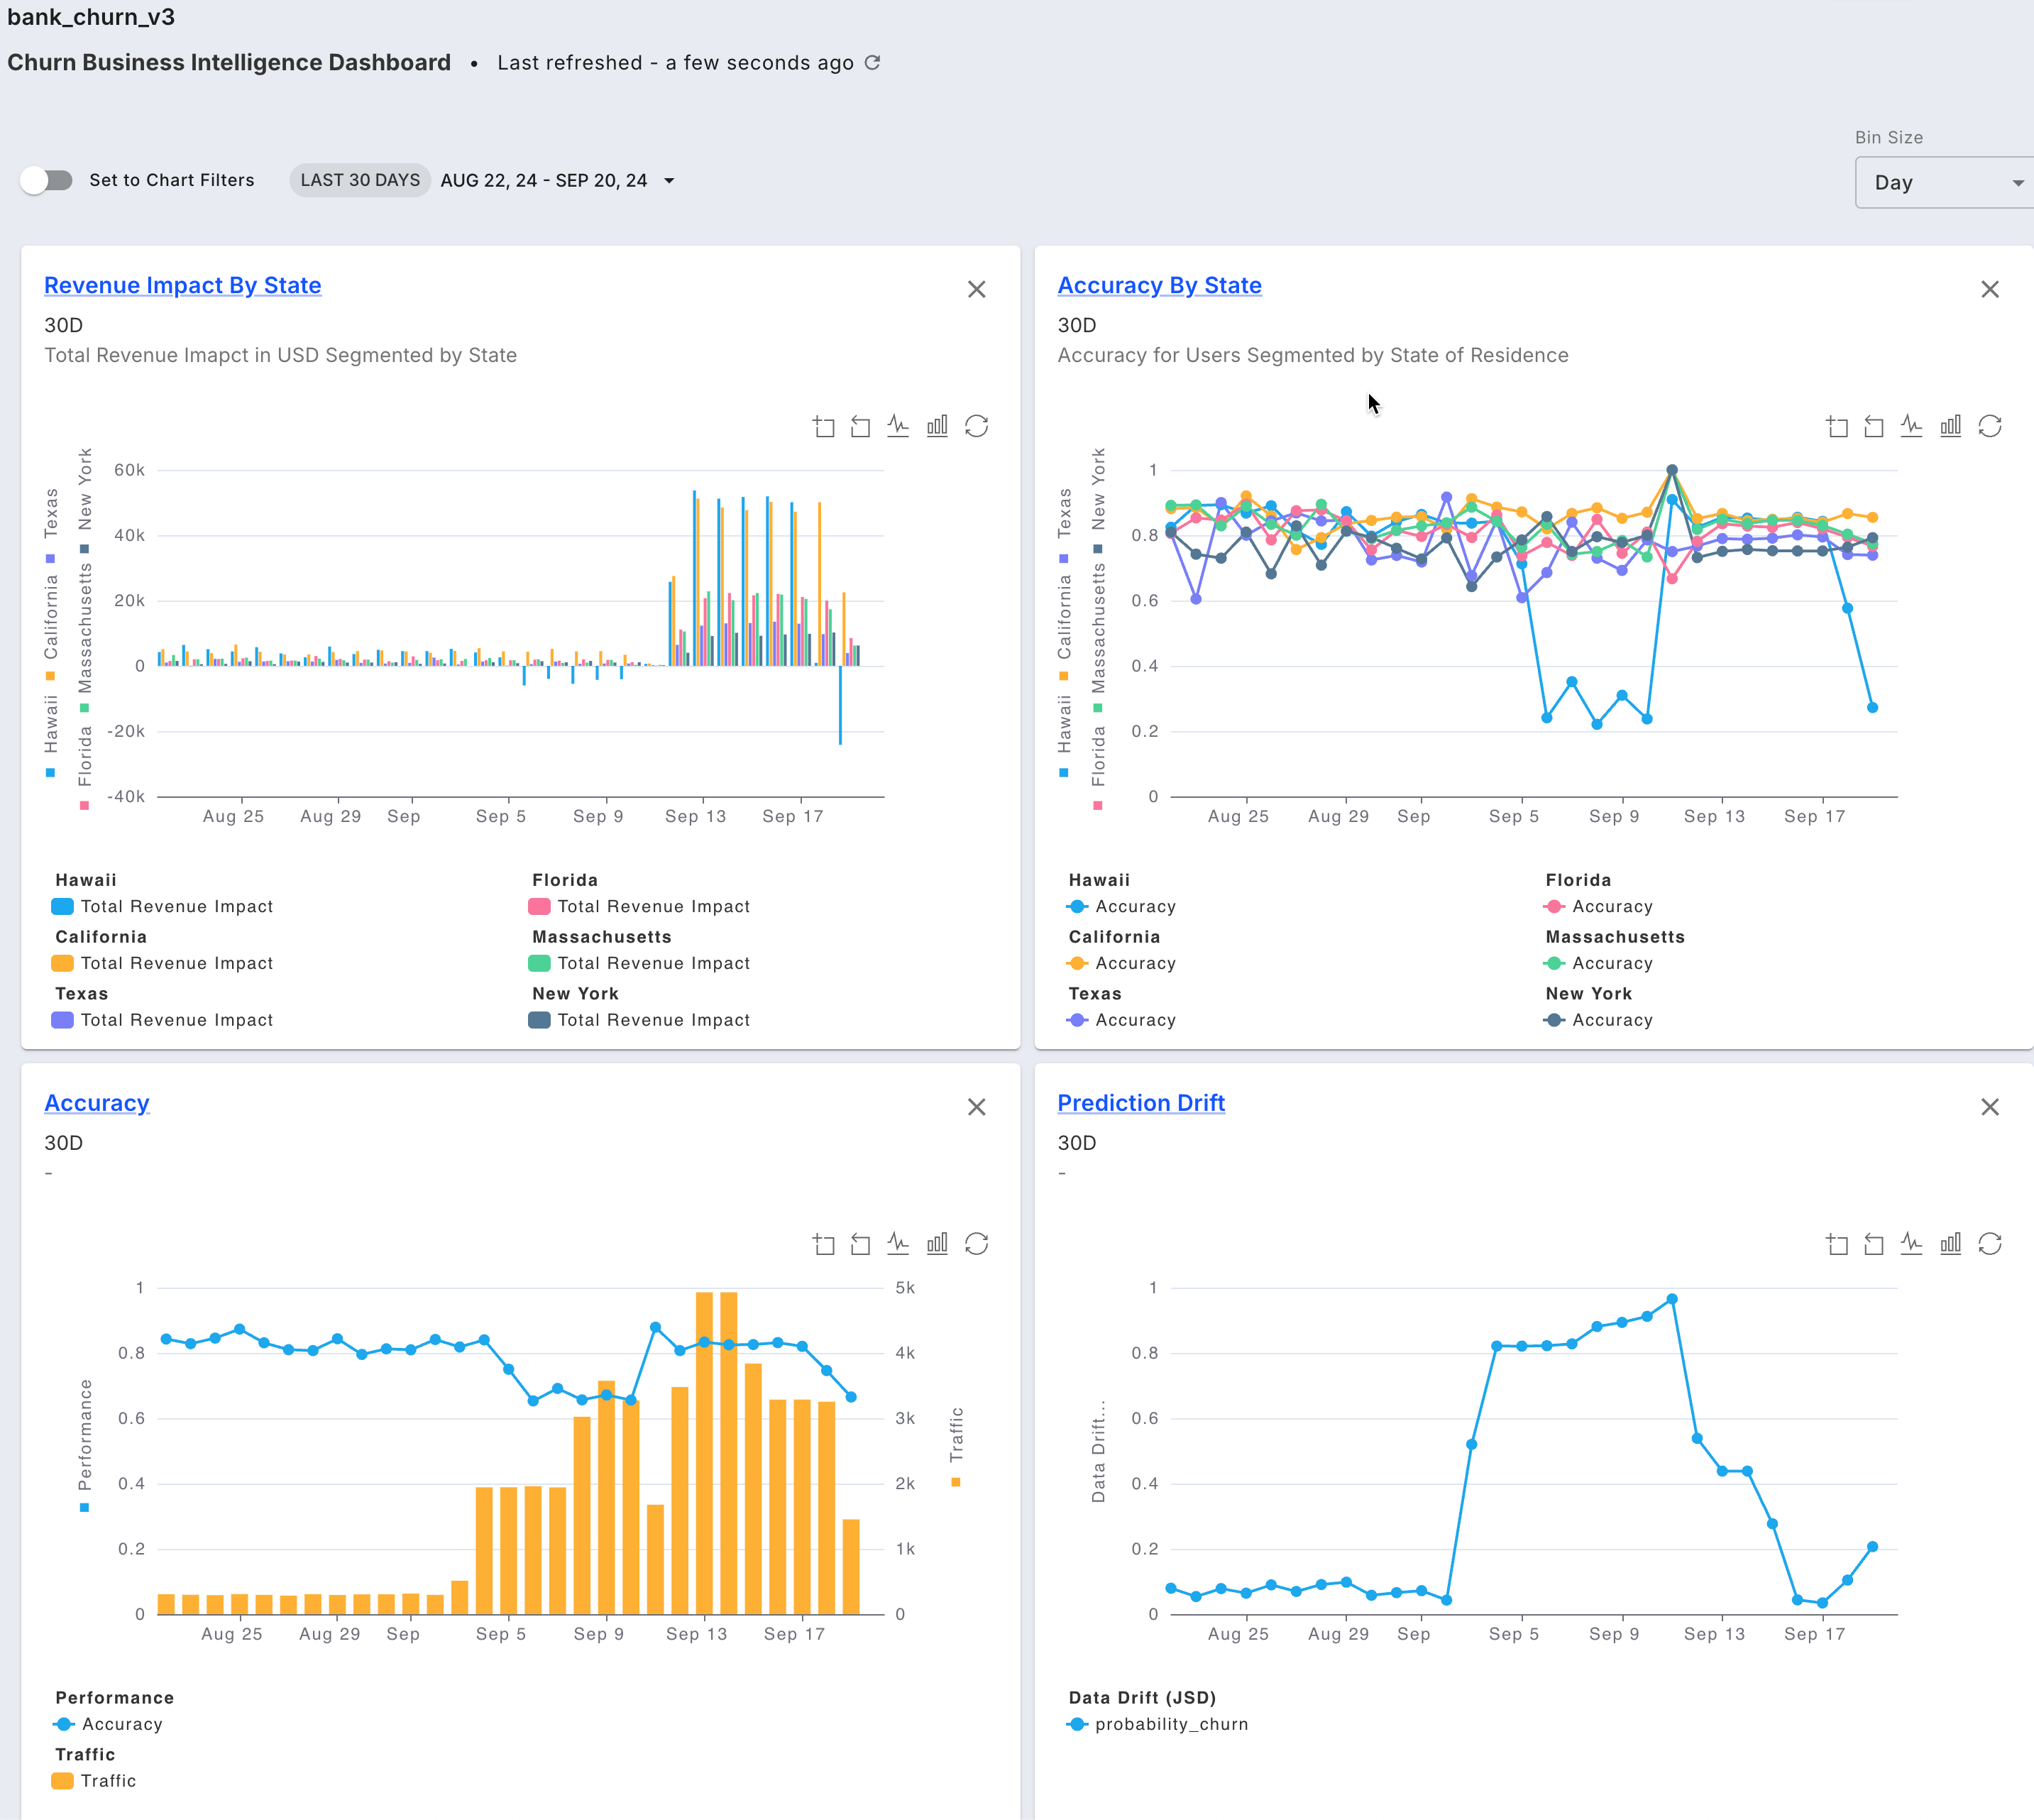 bank_churn_v3
Churn Business Intelligence Dashboard • Last refreshed - a few seconds ago
Bin Size
Set to Chart Filters LAST 30 DAYS AUG 22, 24 - SEP 20, 24
Day
Revenue Impact By State
30D
Total Revenue Imapct in USD Segmented by State
Hawaii California Texas
Florida Massachusetts New York
60k
40k
20k
0
-20k
-40k
Aug 25 Aug 29 Sep Sep 5 Sep 9 Sep 13 Sep 17
Hawaii
Total Revenue Impact
California
Total Revenue Impact
Texas
Total Revenue Impact
Florida
Total Revenue Impact
Massachusetts
Total Revenue Impact
New York
Total Revenue Impact
Accuracy By State
30D
Accuracy for Users Segmented by State of Residence
Hawaii California Texas
Florida Massachusetts New York
1
0.8
0.6
0.4
0.2
0
Aug 25 Aug 29 Sep Sep 5 Sep 9 Sep 13 Sep 17
Hawaii
Accuracy
California
Accuracy
Texas
Accuracy
Florida
Accuracy
Massachusetts
Accuracy
New York
Accuracy
Accuracy
30D
-
Performance
1
0.8
0.6
0.4
0.2
0
5k
4k
3k
2k
1k
0
Traffic
Aug 25 Aug 29 Sep Sep 5 Sep 9 Sep 13 Sep 17
Performance
Accuracy
Traffic
Traffic
Prediction Drift
30D
-
Data Drift...
1
0.8
0.6
0.4
0.2
0
Aug 25 Aug 29 Sep Sep 5 Sep 9 Sep 13 Sep 17
Data Drift (JSD)
probability_churn